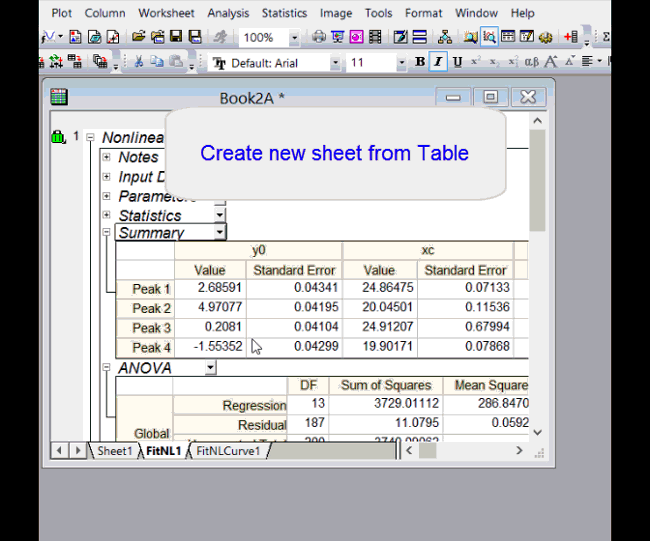 Plot Column Worksheet Analysis Statistics Image Tools Format Window Help
100%
Default: Arial 11 B I U x² x₂ αβ A A
Book2A *
Create new sheet from Table
1 Nonlinea
Notes
Input D
Parameters
Statistics
Summary
y0 xc
Value Standard Error Value Standard Error
Peak 1 2.68591 0.04341 24.86475 0.07133
Peak 2 4.97077 0.04195 20.04501 0.11536
Peak 3 0.2081 0.04104 24.91207 0.67994
Peak 4 -1.55352 0.04299 19.90171 0.07868
ANOVA
DF Sum of Squares Mean Square
Regression 13 3729.01112 286.8470
Residual 187 11.0795 0.0592
Global
Sheet1 FitNL1 FitNLCurve1